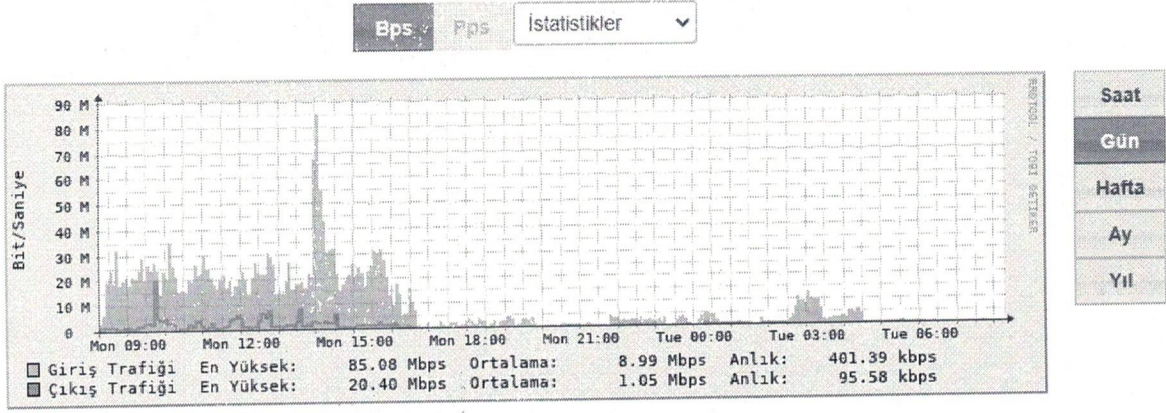 Bps Pps İstatistikler
90 M
80 M
70 M
60 M
50 M
40 M
30 M
20 M
10 M
0
Bit/Saniye
Mon 09:00 Mon 12:00 Mon 15:00 Mon 18:00 Mon 21:00 Tue 00:00 Tue 03:00 Tue 06:00
Giriş Trafiği En Yüksek: 85.08 Mbps Ortalama: 8.99 Mbps Anlık: 401.39 kbps
Çıkış Trafiği En Yüksek: 20.40 Mbps Ortalama: 1.05 Mbps Anlık: 95.58 kbps
RRDTOOL / TOBI OETIKER
Saat
Gün
Hafta
Ay
Yıl